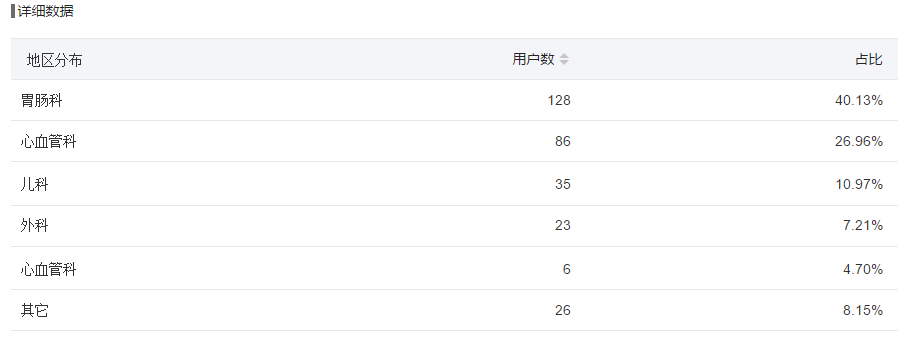 详细数据
地区分布 用户数 占比
胃肠科 128 40.13%
心血管科 86 26.96%
儿科 35 10.97%
外科 23 7.21%
心血管科 6 4.70%
其它 26 8.15%